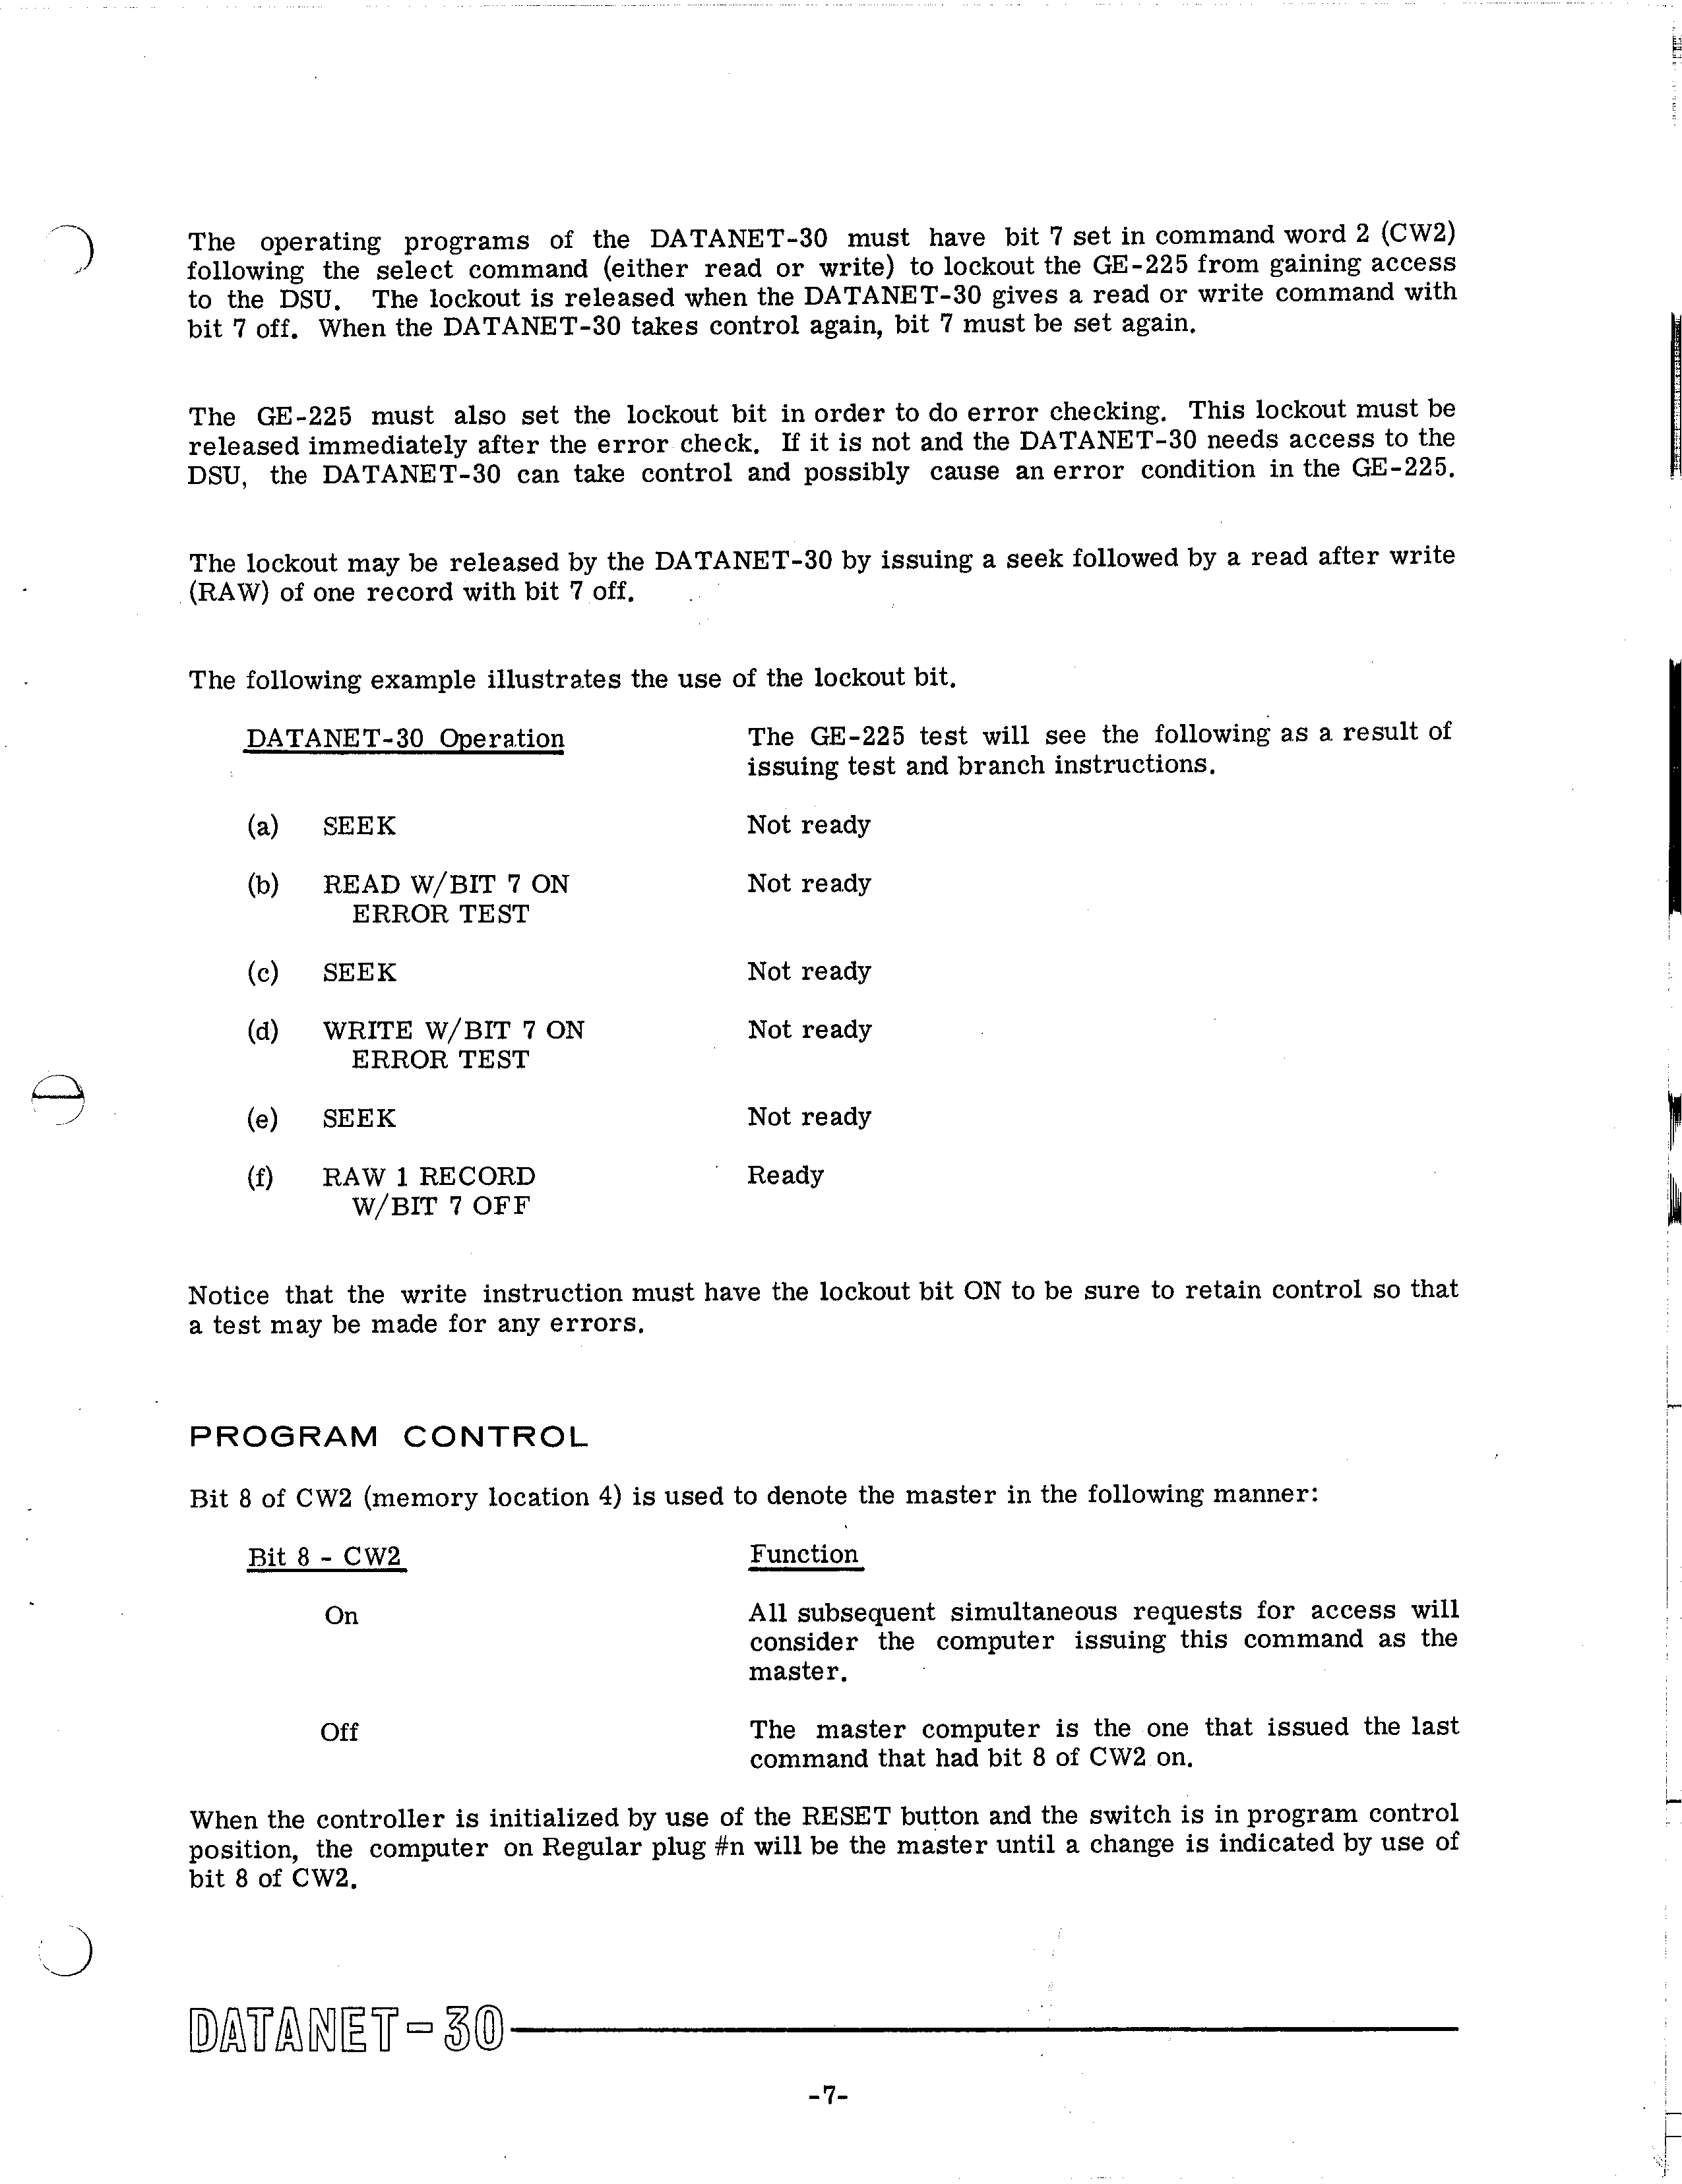 The operating programs of the DATANET-30 must have bit 7 set in command word 2 (CW2)
following the select command (either read or write) to lockout the GE-225 from gaining access
to the DSU. The lockout is released when the DATANET-30 gives a read or write command with
bit 7 off. When the DATANET-30 takes control again, bit 7 must be set again.
The GE-225 must also set the lockout bit in order to do error checking. This lockout must be
released immediately after the error check. If it is not and the DATANET-30 needs access to the
DSU, the DATANET-30 can take control and possibly cause an error condition in the GE-225.
The lockout may be released by the DATANET-30 by issuing a seek followed by a read after write
(RAW) of one record with bit 7 off.
The following example illustrates the use of the lockout bit.
DATANET-30 Operation The GE-225 test will see the following as a result of
issuing test and branch instructions.
(a) SEEK Not ready
(b) READ W/BIT 7 ON Not ready
ERROR TEST
(c) SEEK Not ready
(d) WRITE W/BIT 7 ON Not ready
ERROR TEST
(e) SEEK Not ready
(f) RAW 1 RECORD Ready
W/BIT 7 OFF
Notice that the write instruction must have the lockout bit ON to be sure to retain control so that
a test may be made for any errors.
PROGRAM CONTROL
Bit 8 of CW2 (memory location 4) is used to denote the master in the following manner:
Bit 8 - CW2 Function
On All subsequent simultaneous requests for access will
consider the computer issuing this command as the
master.
Off The master computer is the one that issued the last
command that had bit 8 of CW2 on.
When the controller is initialized by use of the RESET button and the switch is in program control
position, the computer on Regular plug #n will be the master until a change is indicated by use of
bit 8 of CW2.
DATANET-30
-7-